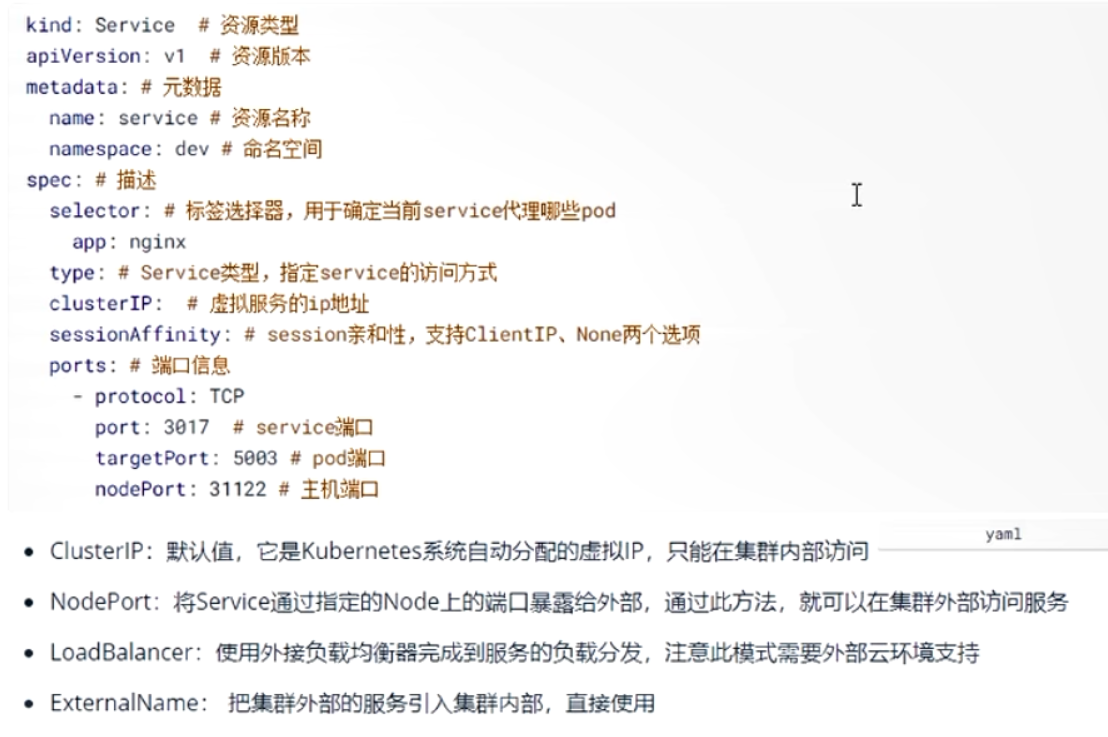 kind: Service  # 资源类型
apiVersion: v1  # 资源版本
metadata: # 元数据
  name: service # 资源名称
  namespace: dev # 命名空间
spec: # 描述
  selector: # 标签选择器，用于确定当前service代理哪些pod
    app: nginx
  type: # Service类型，指定service的访问方式
  clusterIP:  # 虚拟服务的ip地址
  sessionAffinity: # session亲和性，支持ClientIP、None两个选项
  ports: # 端口信息
    - protocol: TCP
      port: 3017  # service端口
      targetPort: 5003 # pod端口
      nodePort: 31122 # 主机端口
yaml
• ClusterIP：默认值，它是Kubernetes系统自动分配的虚拟IP，只能在集群内部访问
• NodePort：将Service通过指定的Node上的端口暴露给外部，通过此方法，就可以在集群外部访问服务
• LoadBalancer：使用外接负载均衡器完成到服务的负载分发，注意此模式需要外部云环境支持
• ExternalName： 把集群外部的服务引入集群内部，直接使用